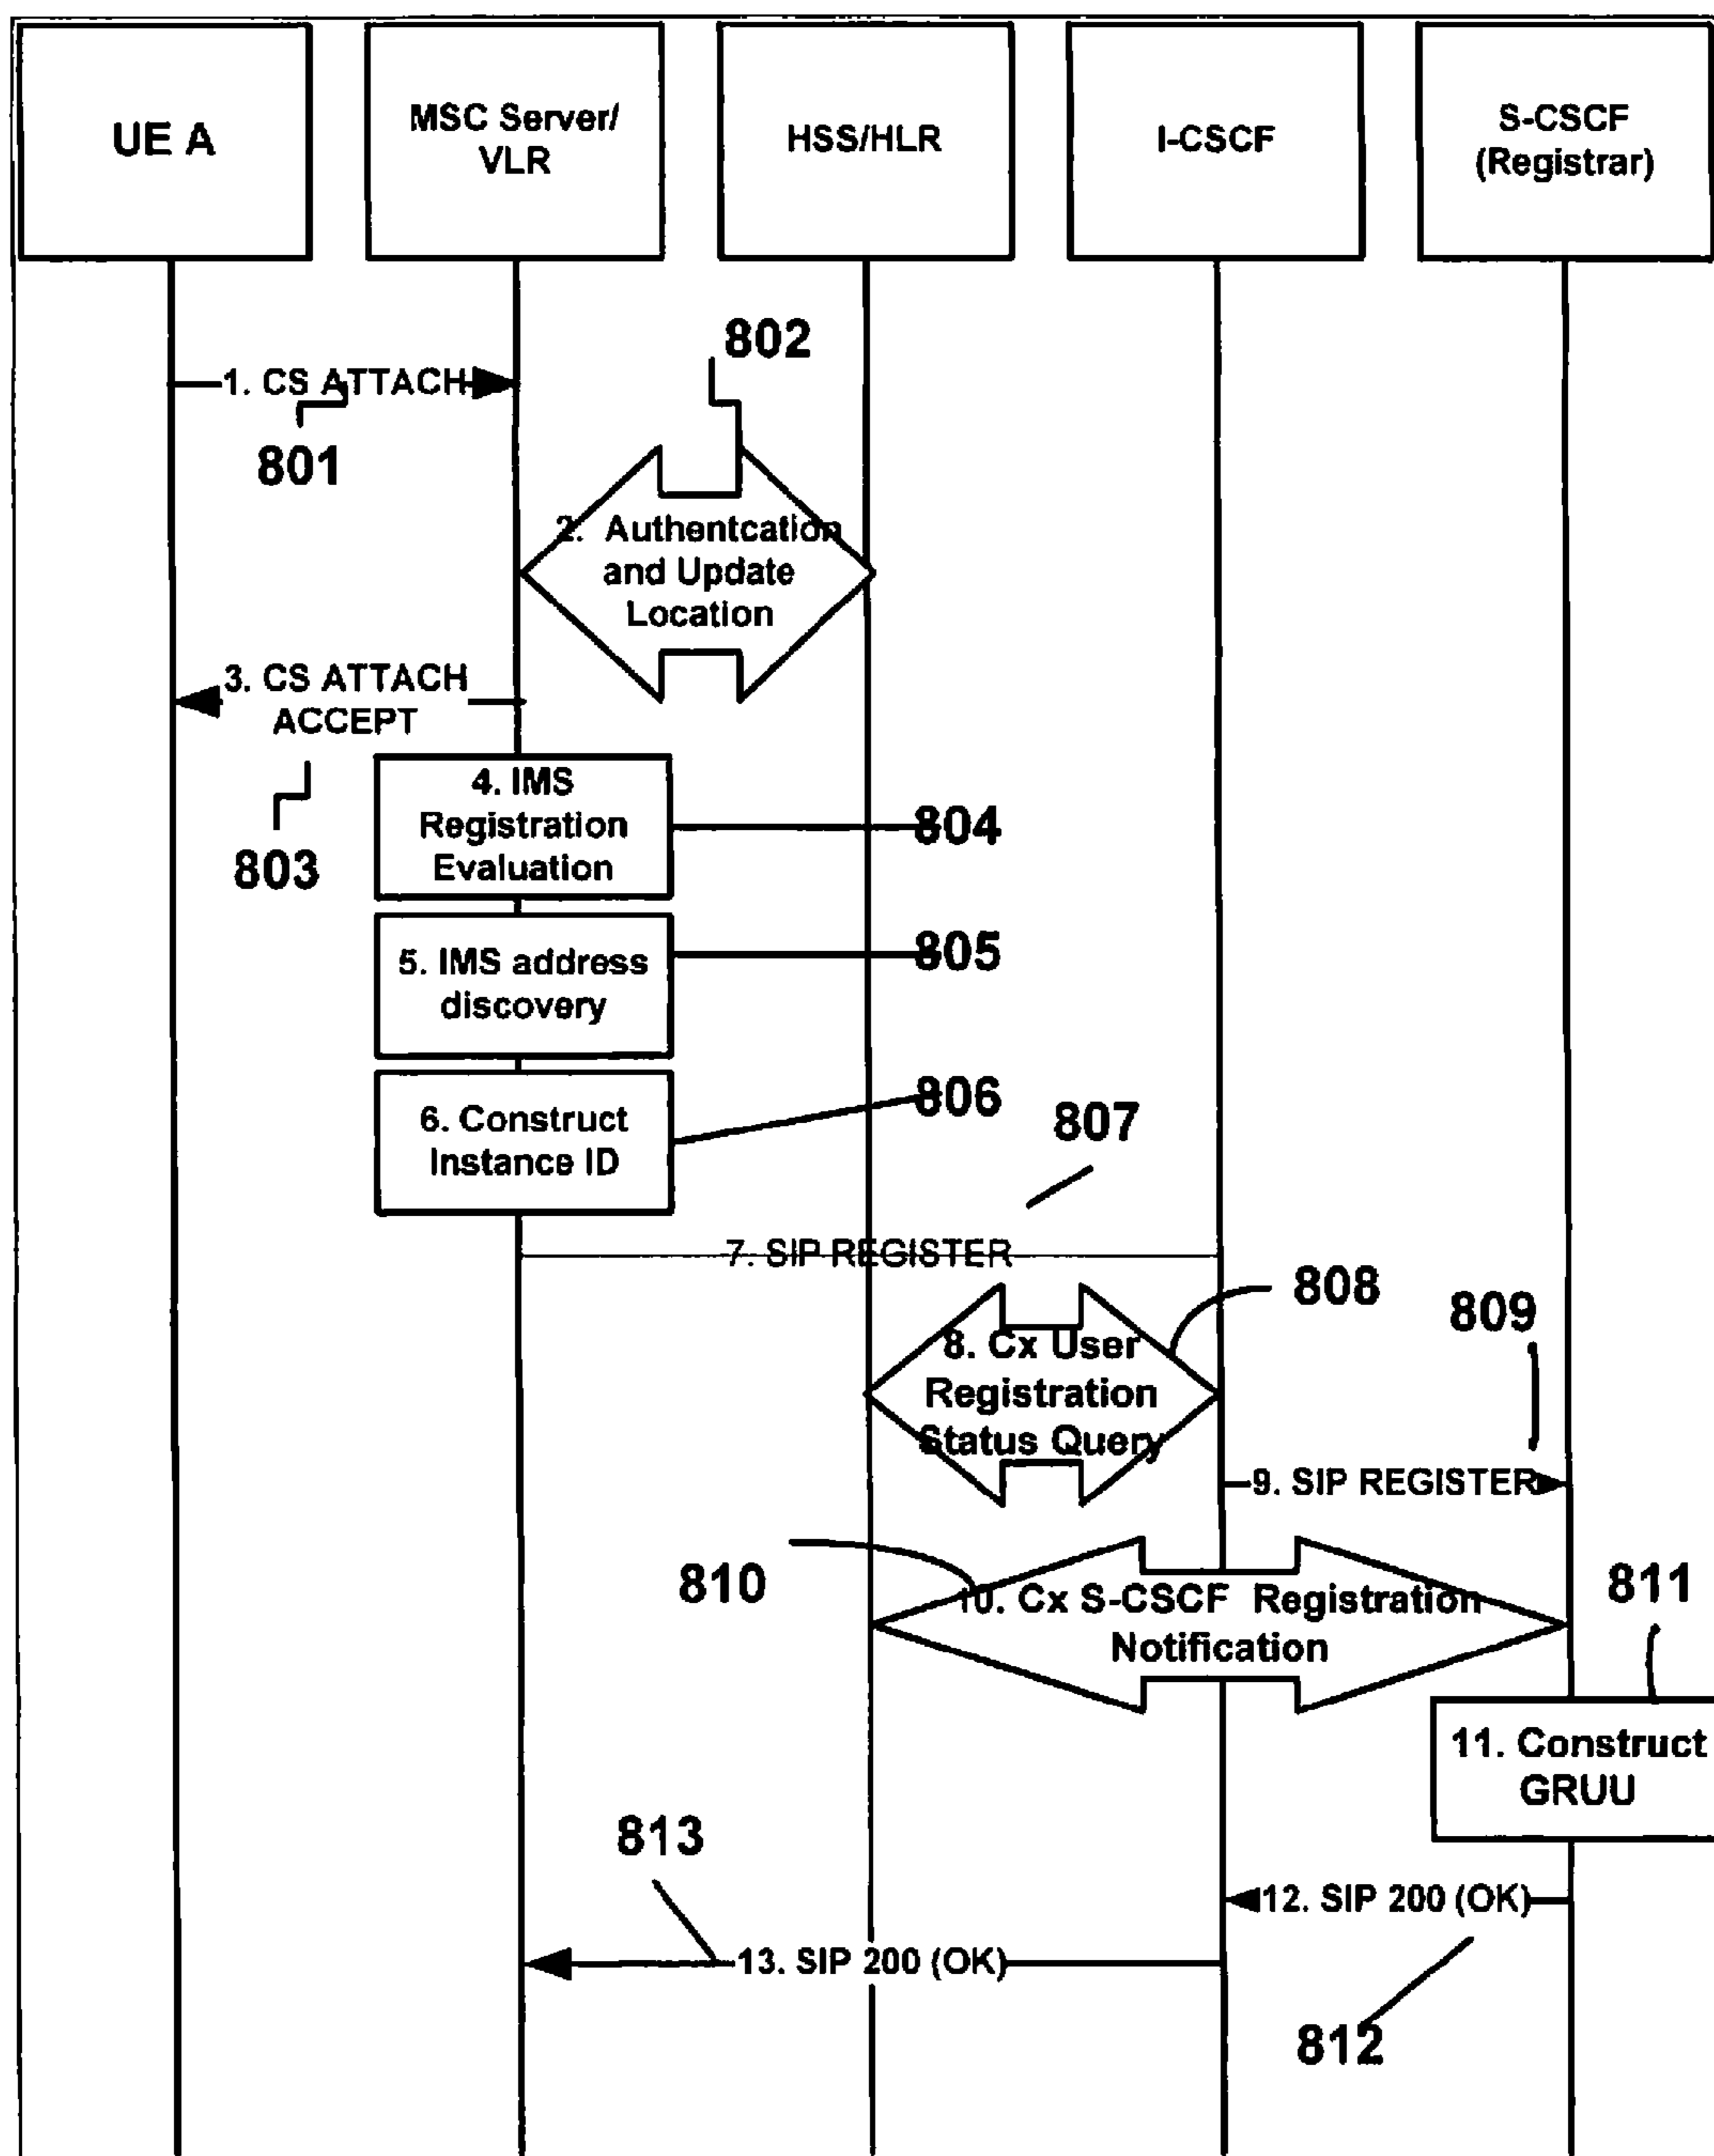 UE A
MSC Server/
VLR
HSS/HLR
I-CSCF
S-CSCF
(Registrar)
802
1. CS ATTACH
801
2. Authentcation
and Update
Location
3. CS ATTACH
ACCEPT
803
4. IMS
Registration
Evaluation
804
5. IMS address
discovery
805
6. Construct
Instance ID
806
807
7. SIP REGISTER
808
809
8. Cx User
Registration
Status Query
9. SIP REGISTER
810
10. Cx S-CSCF Registration
Notification
811
11. Construct
GRUU
813
12. SIP 200 (OK)
13. SIP 200 (OK)
812